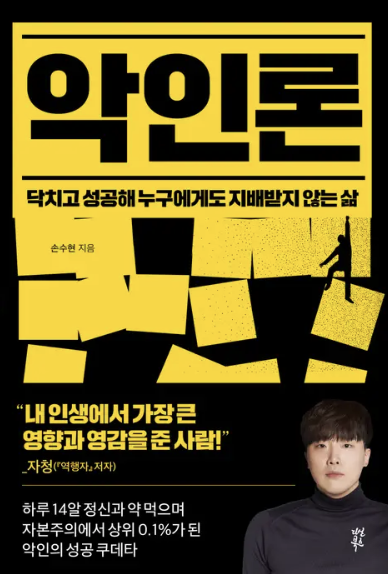 악인론
닥치고 성공해 누구에게도 지배받지 않는 삶
손수현 지음
“내 인생에서 가장 큰
영향과 영감을 준 사람!”
_자청(『역행자』 저자)
하루 14알 정신과 약 먹으며
자본주의에서 상위 0.1%가 된
악인의 성공 쿠데타
다산북스